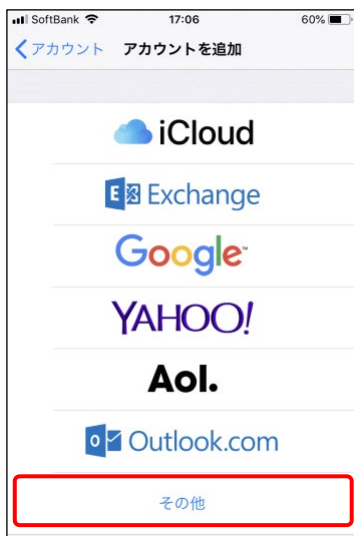 SoftBank 17:06 60%
アカウント アカウントを追加
iCloud
E Exchange
Google
YAHOO!
Aol.
o Outlook.com
その他